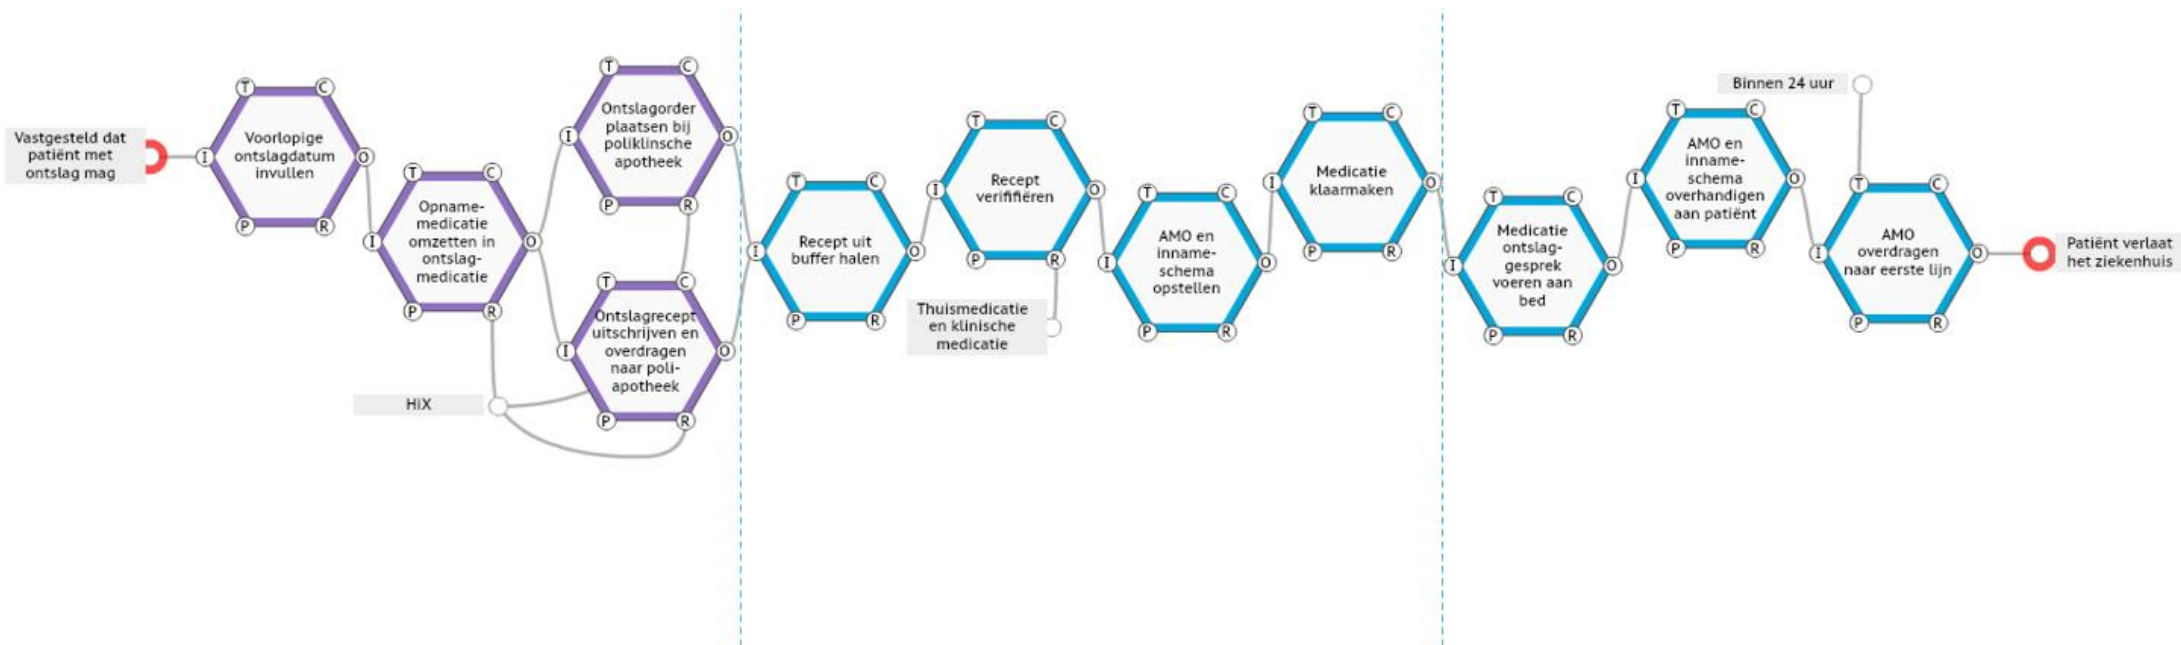 Vastgesteld dat
patiënt met
ontslag mag
T
C
I
Voorlopige
ontslagdatum
invullen
O
P
R
T
C
I
Opname-
medicatie
omzetten in
ontslag-
medicatie
O
P
R
HiX
T
C
I
Ontslagorder
plaatsen bij
poliklinsche
apotheek
O
P
R
T
C
I
Ontslagrecept
uitschrijven en
overdragen
naar poli-
apotheek
O
P
R
T
C
I
Recept uit
buffer halen
O
P
R
T
C
I
Recept
verififiëren
O
P
R
Thuismedicatie
en klinische
medicatie
T
C
I
AMO en
inname-
schema
opstellen
O
P
R
T
C
I
Medicatie
klaarmaken
O
P
R
T
C
I
Medicatie
ontslag-
gesprek
voeren aan
bed
O
P
R
T
C
I
AMO en
inname-
schema
overhandigen
aan patiënt
O
P
R
Binnen 24 uur
T
C
I
AMO
overdragen
naar eerste lijn
O
P
R
Patiënt verlaat
het ziekenhuis